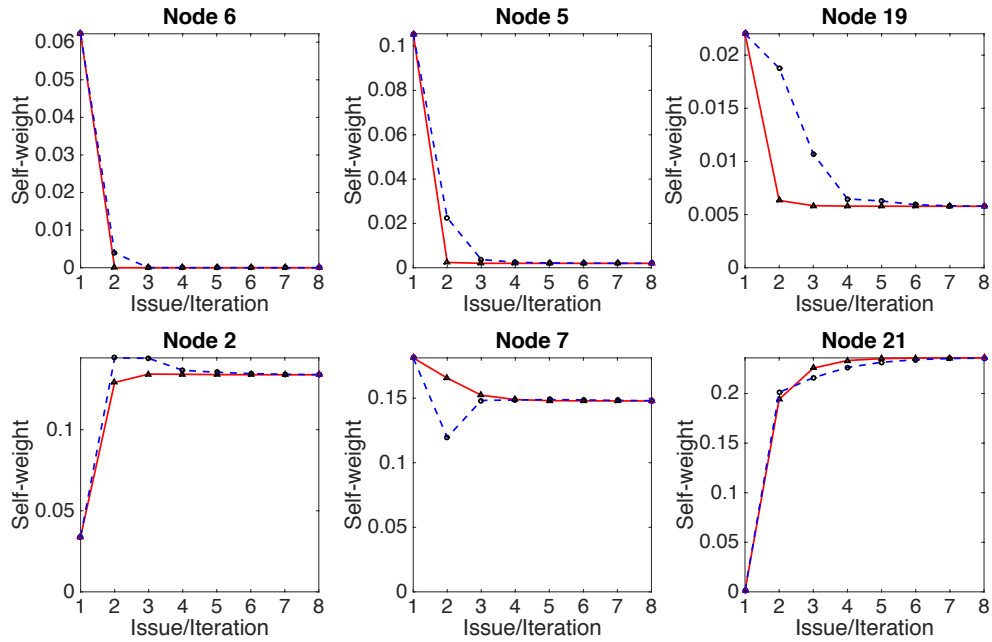 Node 6
Node 5
Node 19
0.06
0.05
0.04
0.03
0.02
0.01
0
Self-weight
1 2 3 4 5 6 7 8
Issue/Iteration
0.1
0.08
0.06
0.04
0.02
0
Self-weight
1 2 3 4 5 6 7 8
Issue/Iteration
0.02
0.015
0.01
0.005
0
Self-weight
1 2 3 4 5 6 7 8
Issue/Iteration
Node 2
Node 7
Node 21
0.1
0.05
0
Self-weight
1 2 3 4 5 6 7 8
Issue/Iteration
0.15
0.1
0.05
0
Self-weight
1 2 3 4 5 6 7 8
Issue/Iteration
0.2
0.15
0.1
0.05
0
Self-weight
1 2 3 4 5 6 7 8
Issue/Iteration